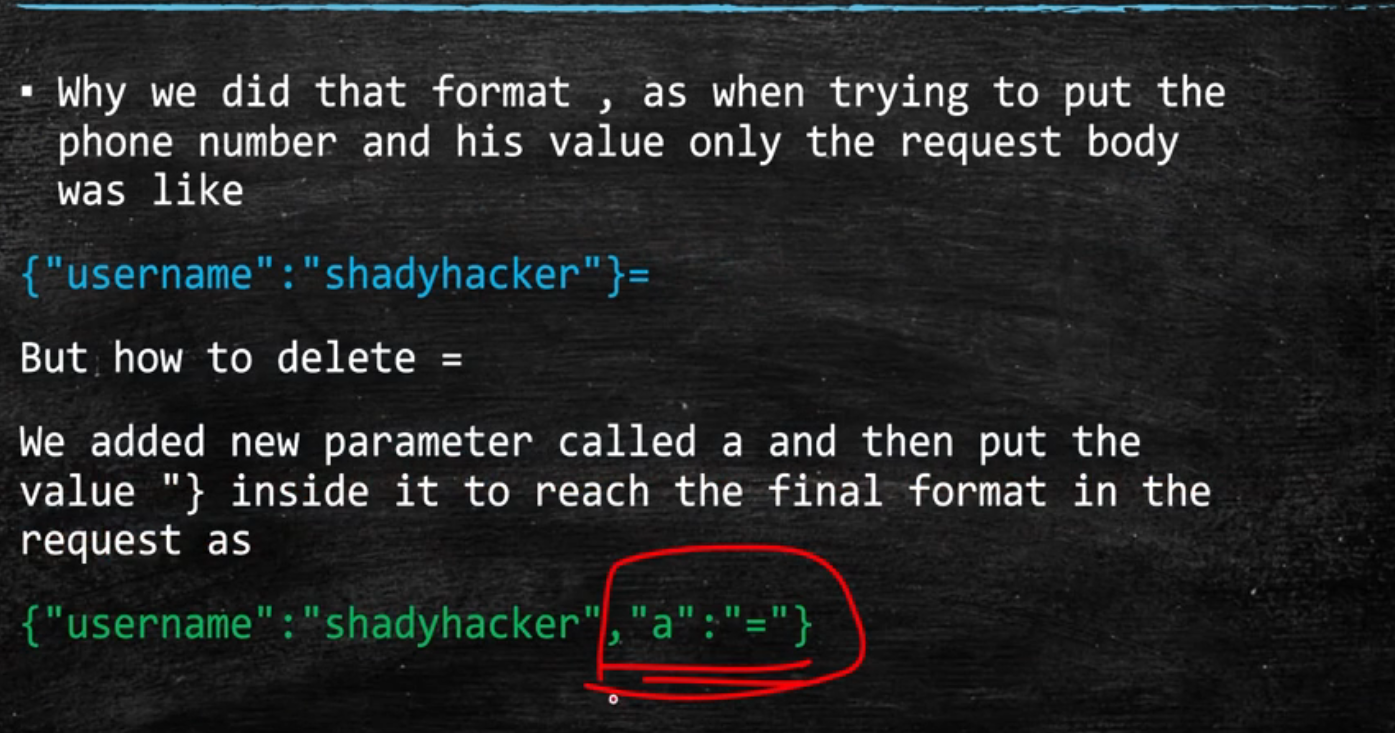 ▪ Why we did that format , as when trying to put the
phone number and his value only the request body
was like
{"username":"shadyhacker"}=
But how to delete =
We added new parameter called a and then put the
value "} inside it to reach the final format in the
request as
{"username":"shadyhacker","a":"="}